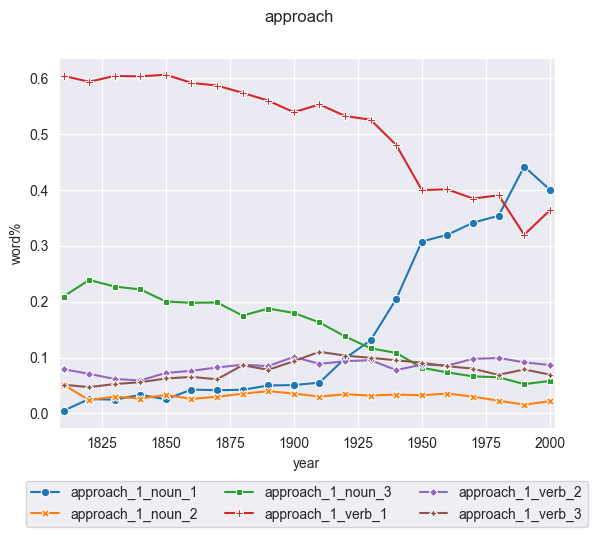 approach
0.6
0.5
0.4
0.3
0.2
0.1
0.0
word%
1825 1850 1875 1900 1925 1950 1975 2000
year
approach_1_noun_1 approach_1_noun_3 approach_1_verb_2
approach_1_noun_2 approach_1_verb_1 approach_1_verb_3